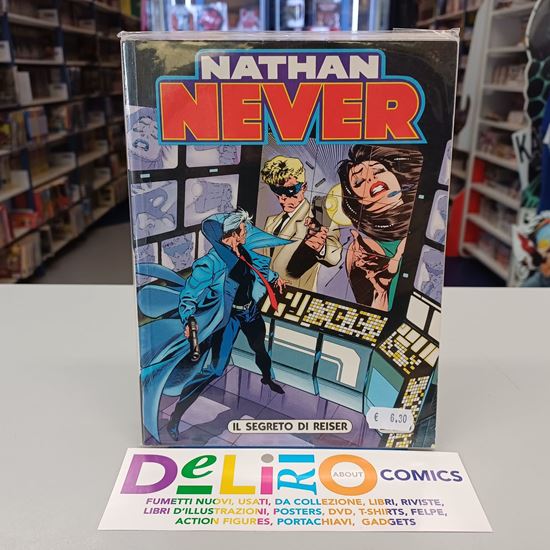 NATHAN
NEVER
IL SEGRETO DI REISER
€ 6.30
DeLiRiO ABOUT COMICS
FUMETTI NUOVI, USATI, DA COLLEZIONE, LIBRI, RIVISTE,
LIBRI D'ILLUSTRAZIONI, POSTERS, DVD, T-SHIRTS, FELPE,
ACTION FIGURES, PORTACHIAVI, GADGETS